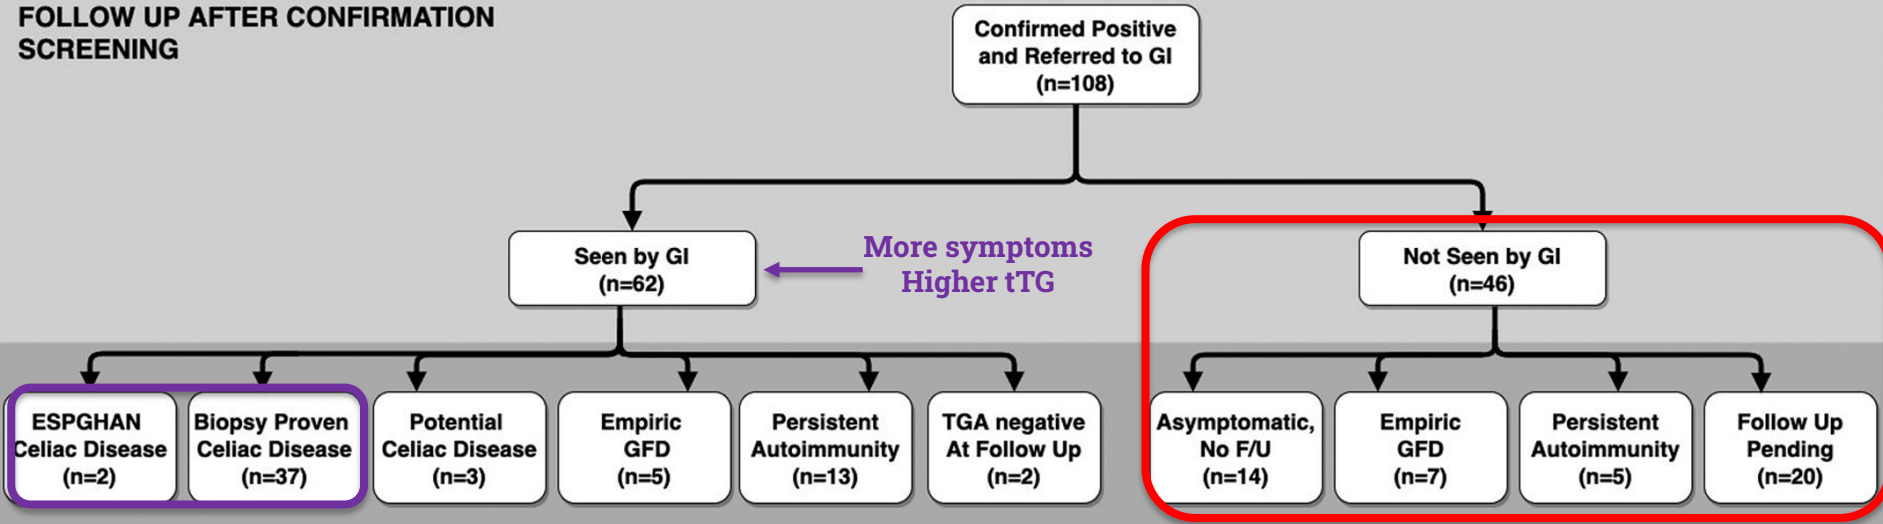 FOLLOW UP AFTER CONFIRMATION
SCREENING
Confirmed Positive
and Referred to GI
(n=108)
Seen by GI
(n=62)
More symptoms
Higher tTG
Not Seen by GI
(n=46)
ESPGHAN
Celiac Disease
(n=2)
Biopsy Proven
Celiac Disease
(n=37)
Potential
Celiac Disease
(n=3)
Empiric
GFD
(n=5)
Persistent
Autoimmunity
(n=13)
TGA negative
At Follow Up
(n=2)
Asymptomatic,
No F/U
(n=14)
Empiric
GFD
(n=7)
Persistent
Autoimmunity
(n=5)
Follow Up
Pending
(n=20)